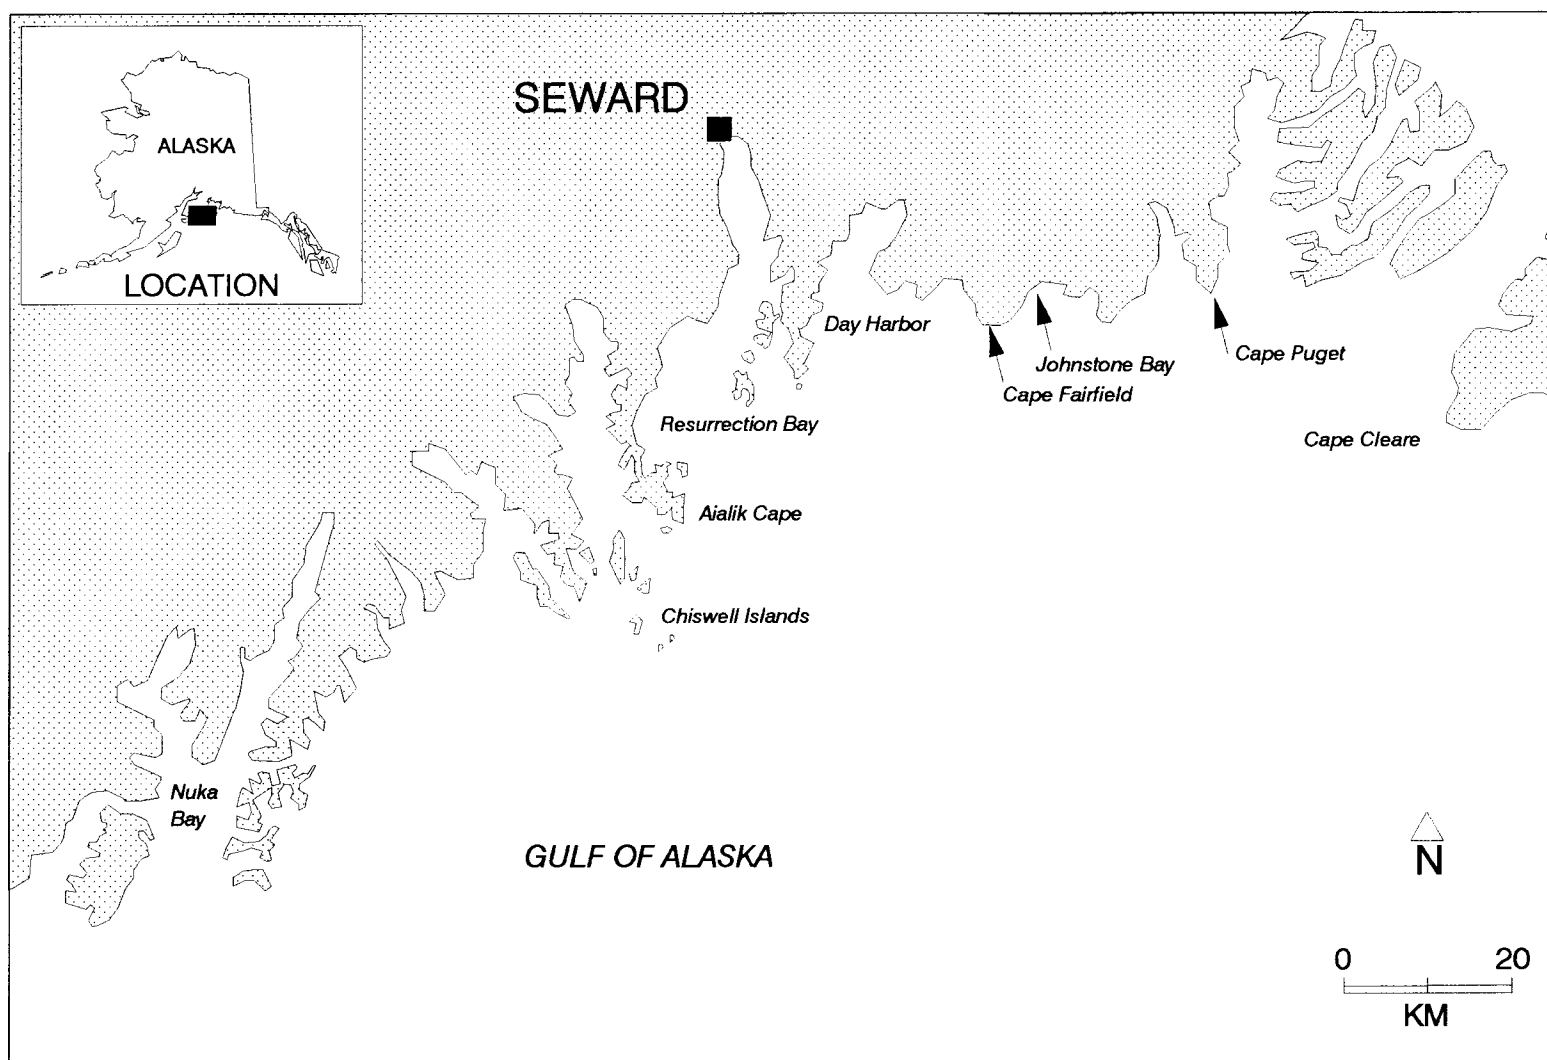 SEWARD
ALASKA
LOCATION
Day Harbor
Johnstone Bay
Cape Puget
Cape Fairfield
Resurrection Bay
Cape Cleare
Aialik Cape
Chiswell Islands
Nuka
Bay
GULF OF ALASKA
N
0 20
KM